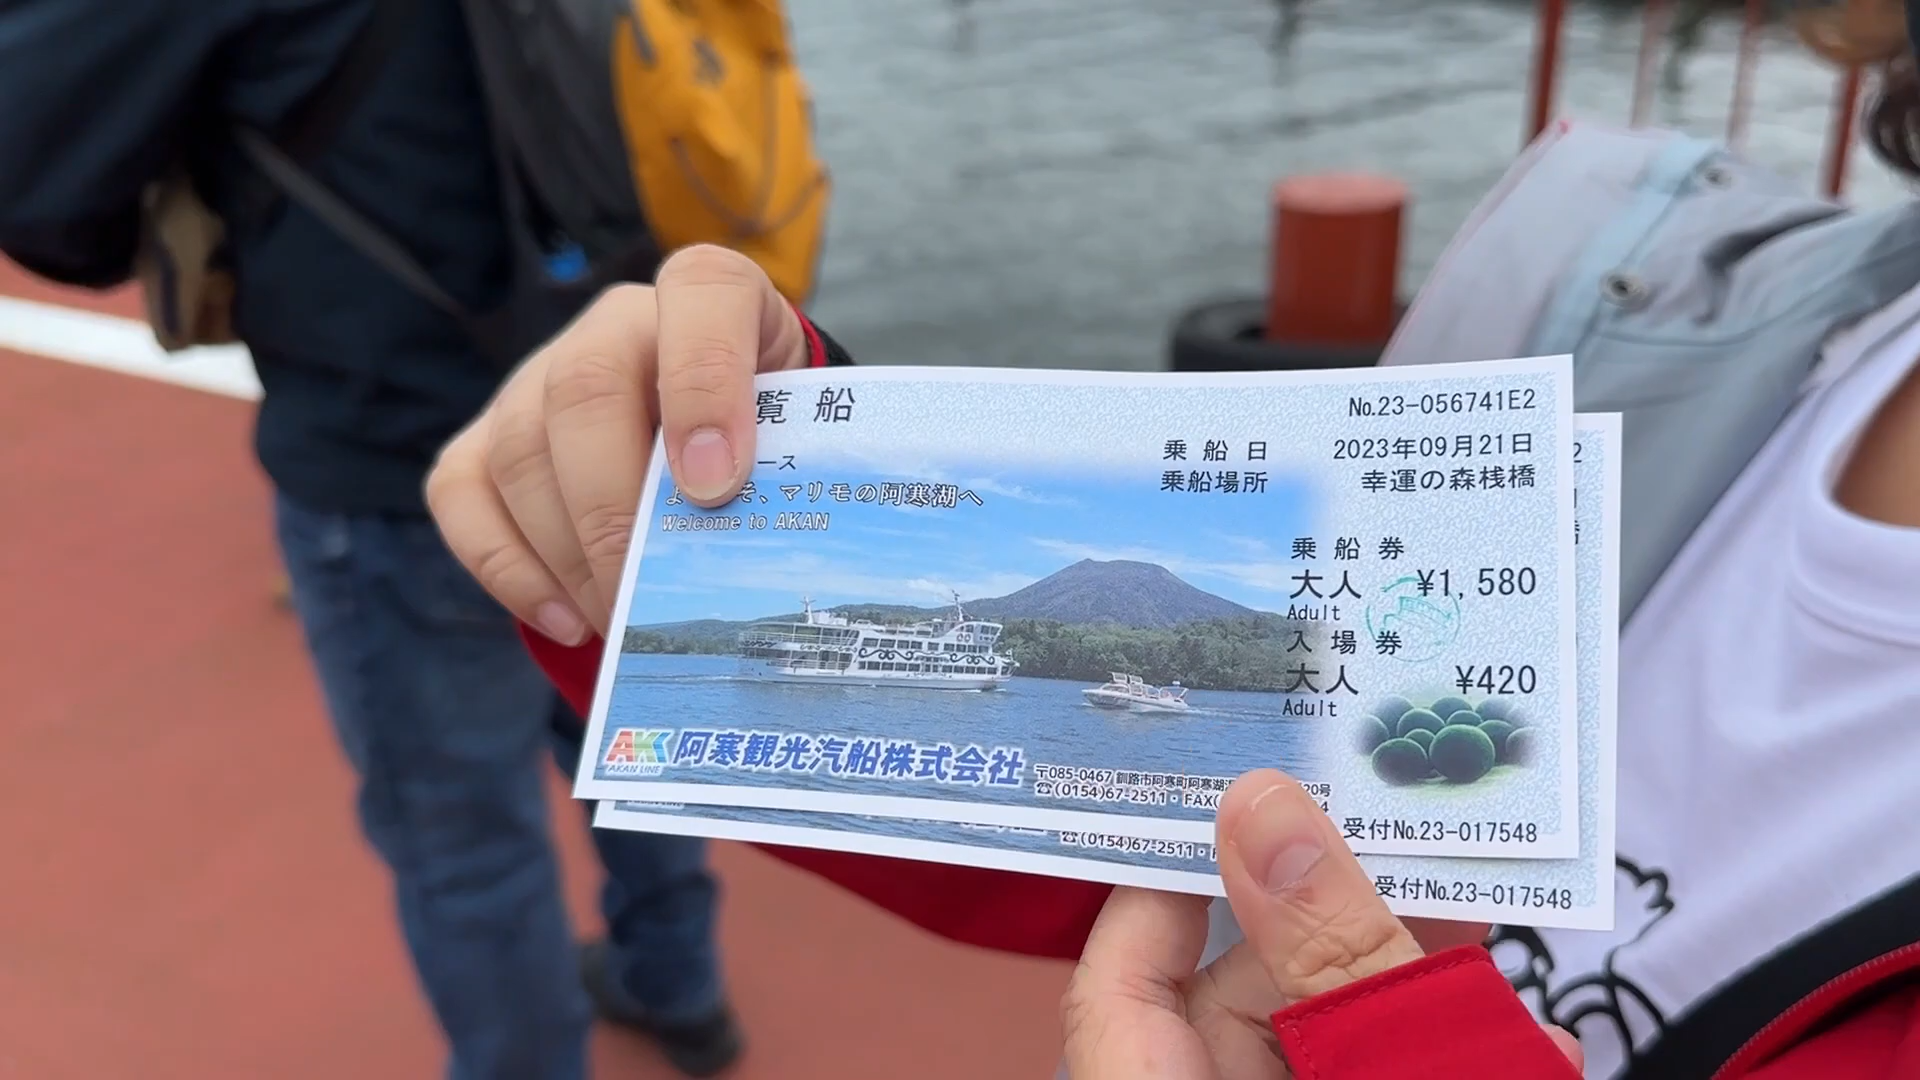 覧船
No.23-056741E2
乗船日 2023年09月21日
乗船場所 幸運の森桟橋
ース
よ そ、マリモの阿寒湖へ
Welcome to AKAN
乗船券
大人 ¥1,580
Adult
入場券
大人 ¥420
Adult
AKAN LINE
阿寒観光汽船株式会社
〒085-0467 釧路市阿寒町阿寒湖 20号
☎(0154)67-2511・FAX( 4
受付No.23-017548
☎(0154)67-2511・
受付No.23-017548